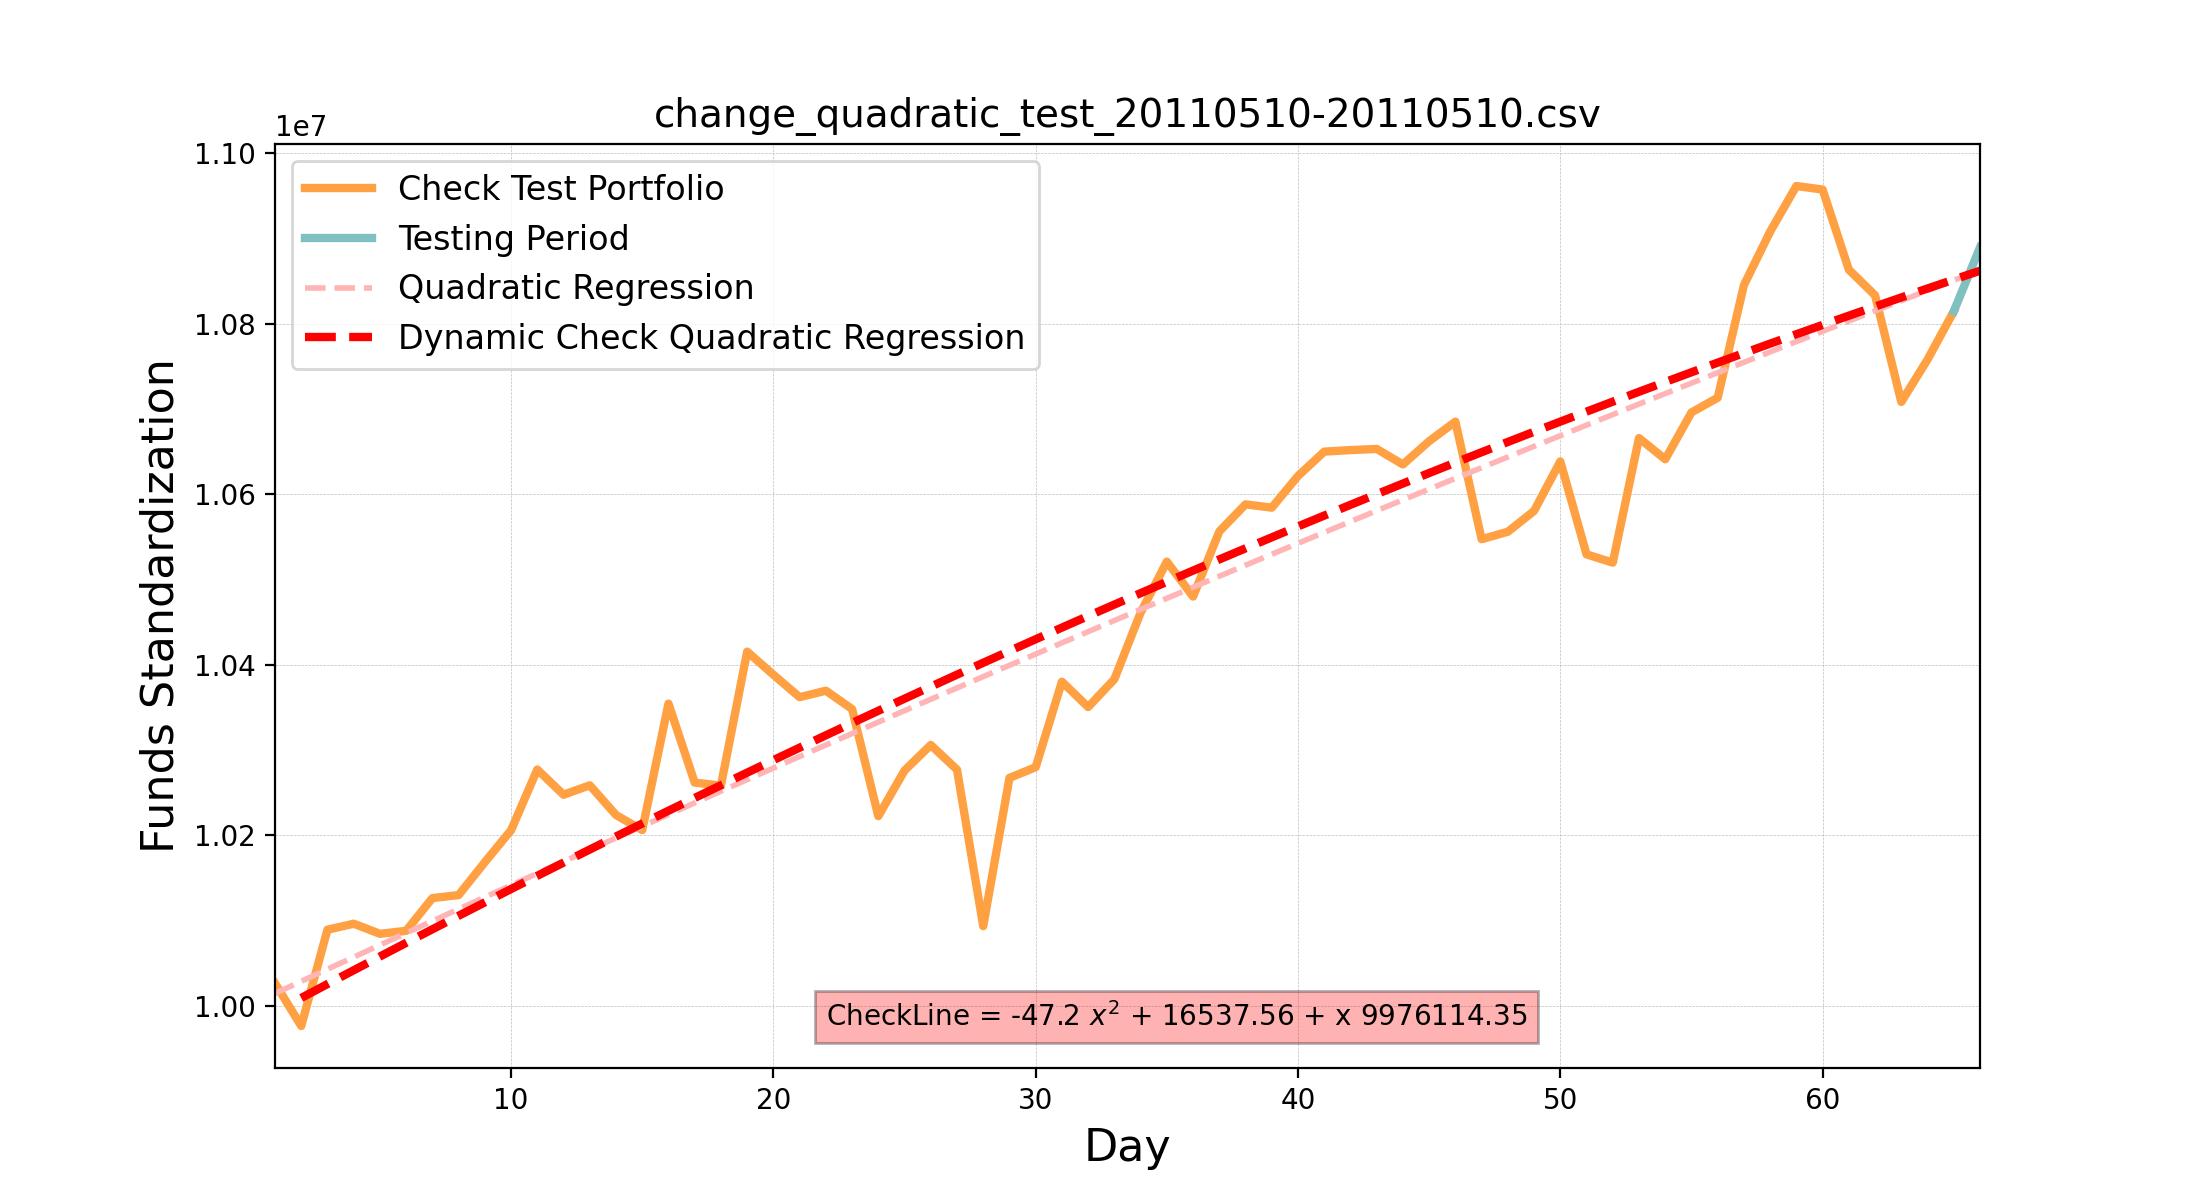 change_quadratic_test_20110510-20110510.csv
1e7
1.10
1.08
1.06
1.04
1.02
1.00
Funds Standardization
Check Test Portfolio
Testing Period
Quadratic Regression
Dynamic Check Quadratic Regression
CheckLine = -47.2 x² + 16537.56 + x 9976114.35
10 20 30 40 50 60
Day